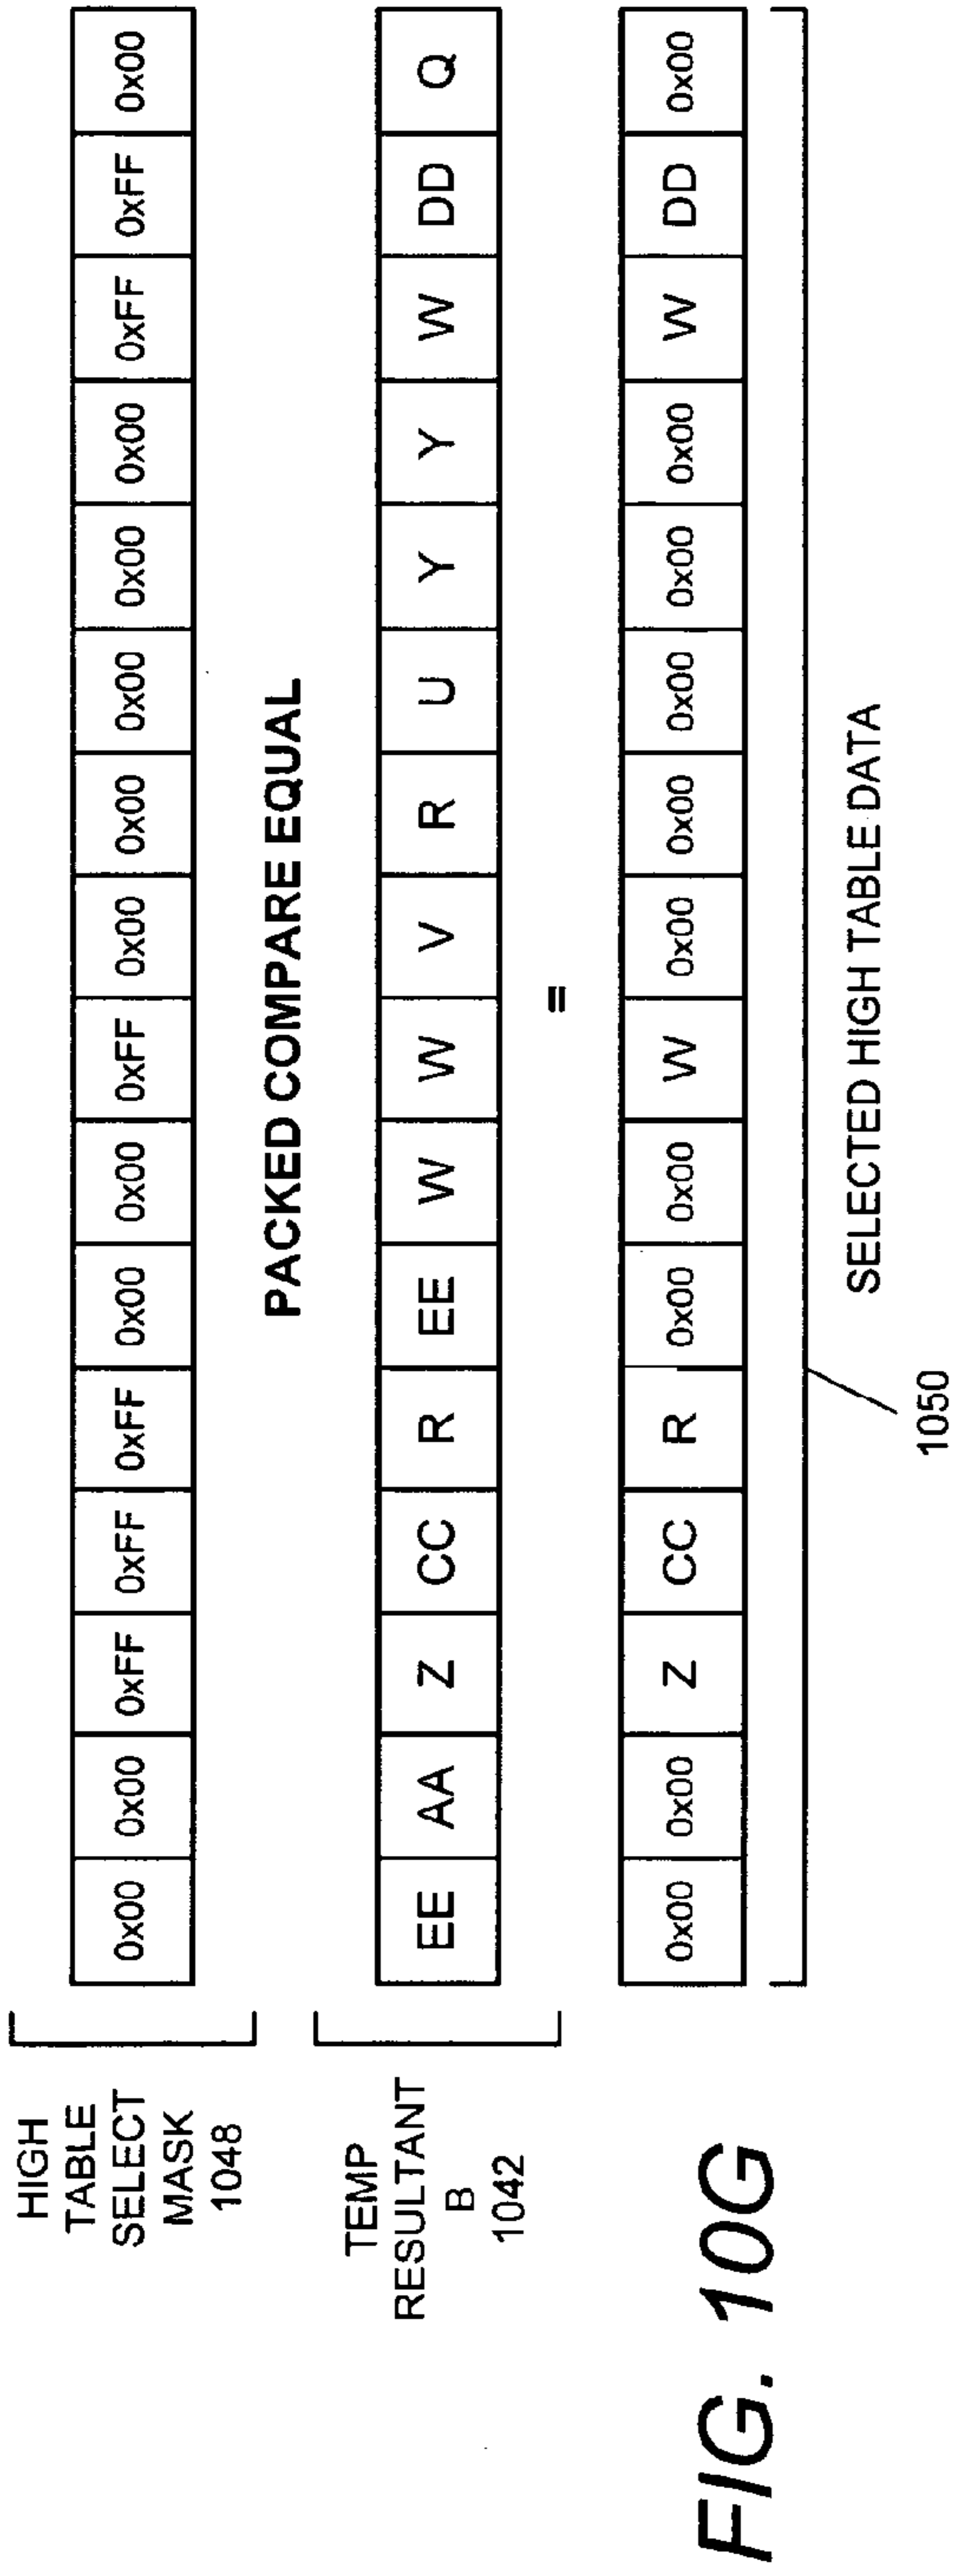 HIGH
TABLE
SELECT
MASK
1048
0x00 0x00 0xFF 0xFF 0xFF 0x00 0x00 0xFF 0x00 0x00 0x00 0x00 0x00 0xFF 0xFF 0x00
PACKED COMPARE EQUAL
TEMP
RESULTANT
B
1042
EE AA Z CC R EE W W V R U Y Y W DD Q
=
0x00 0x00 Z CC R 0x00 0x00 W 0x00 0x00 0x00 0x00 0x00 W DD 0x00
SELECTED HIGH TABLE DATA
1050
FIG. 10G